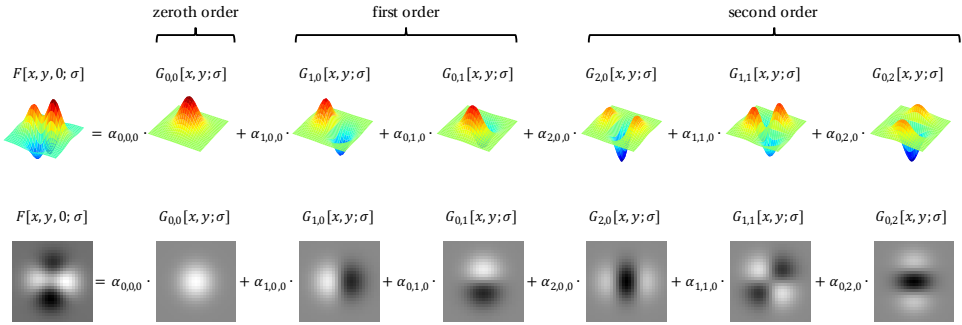 zeroth order first order second order
F[x, y, 0; σ] G₀,₀[x, y; σ] G₁,₀[x, y; σ] G₀,₁[x, y; σ] G₂,₀[x, y; σ] G₁,₁[x, y; σ] G₀,₂[x, y; σ]
= α₀,₀,₀ · + α₁,₀,₀ · + α₀,₁,₀ · + α₂,₀,₀ · + α₁,₁,₀ · + α₀,₂,₀ ·
F[x, y, 0; σ] G₀,₀[x, y; σ] G₁,₀[x, y; σ] G₀,₁[x, y; σ] G₂,₀[x, y; σ] G₁,₁[x, y; σ] G₀,₂[x, y; σ]
= α₀,₀,₀ · + α₁,₀,₀ · + α₀,₁,₀ · + α₂,₀,₀ · + α₁,₁,₀ · + α₀,₂,₀ ·